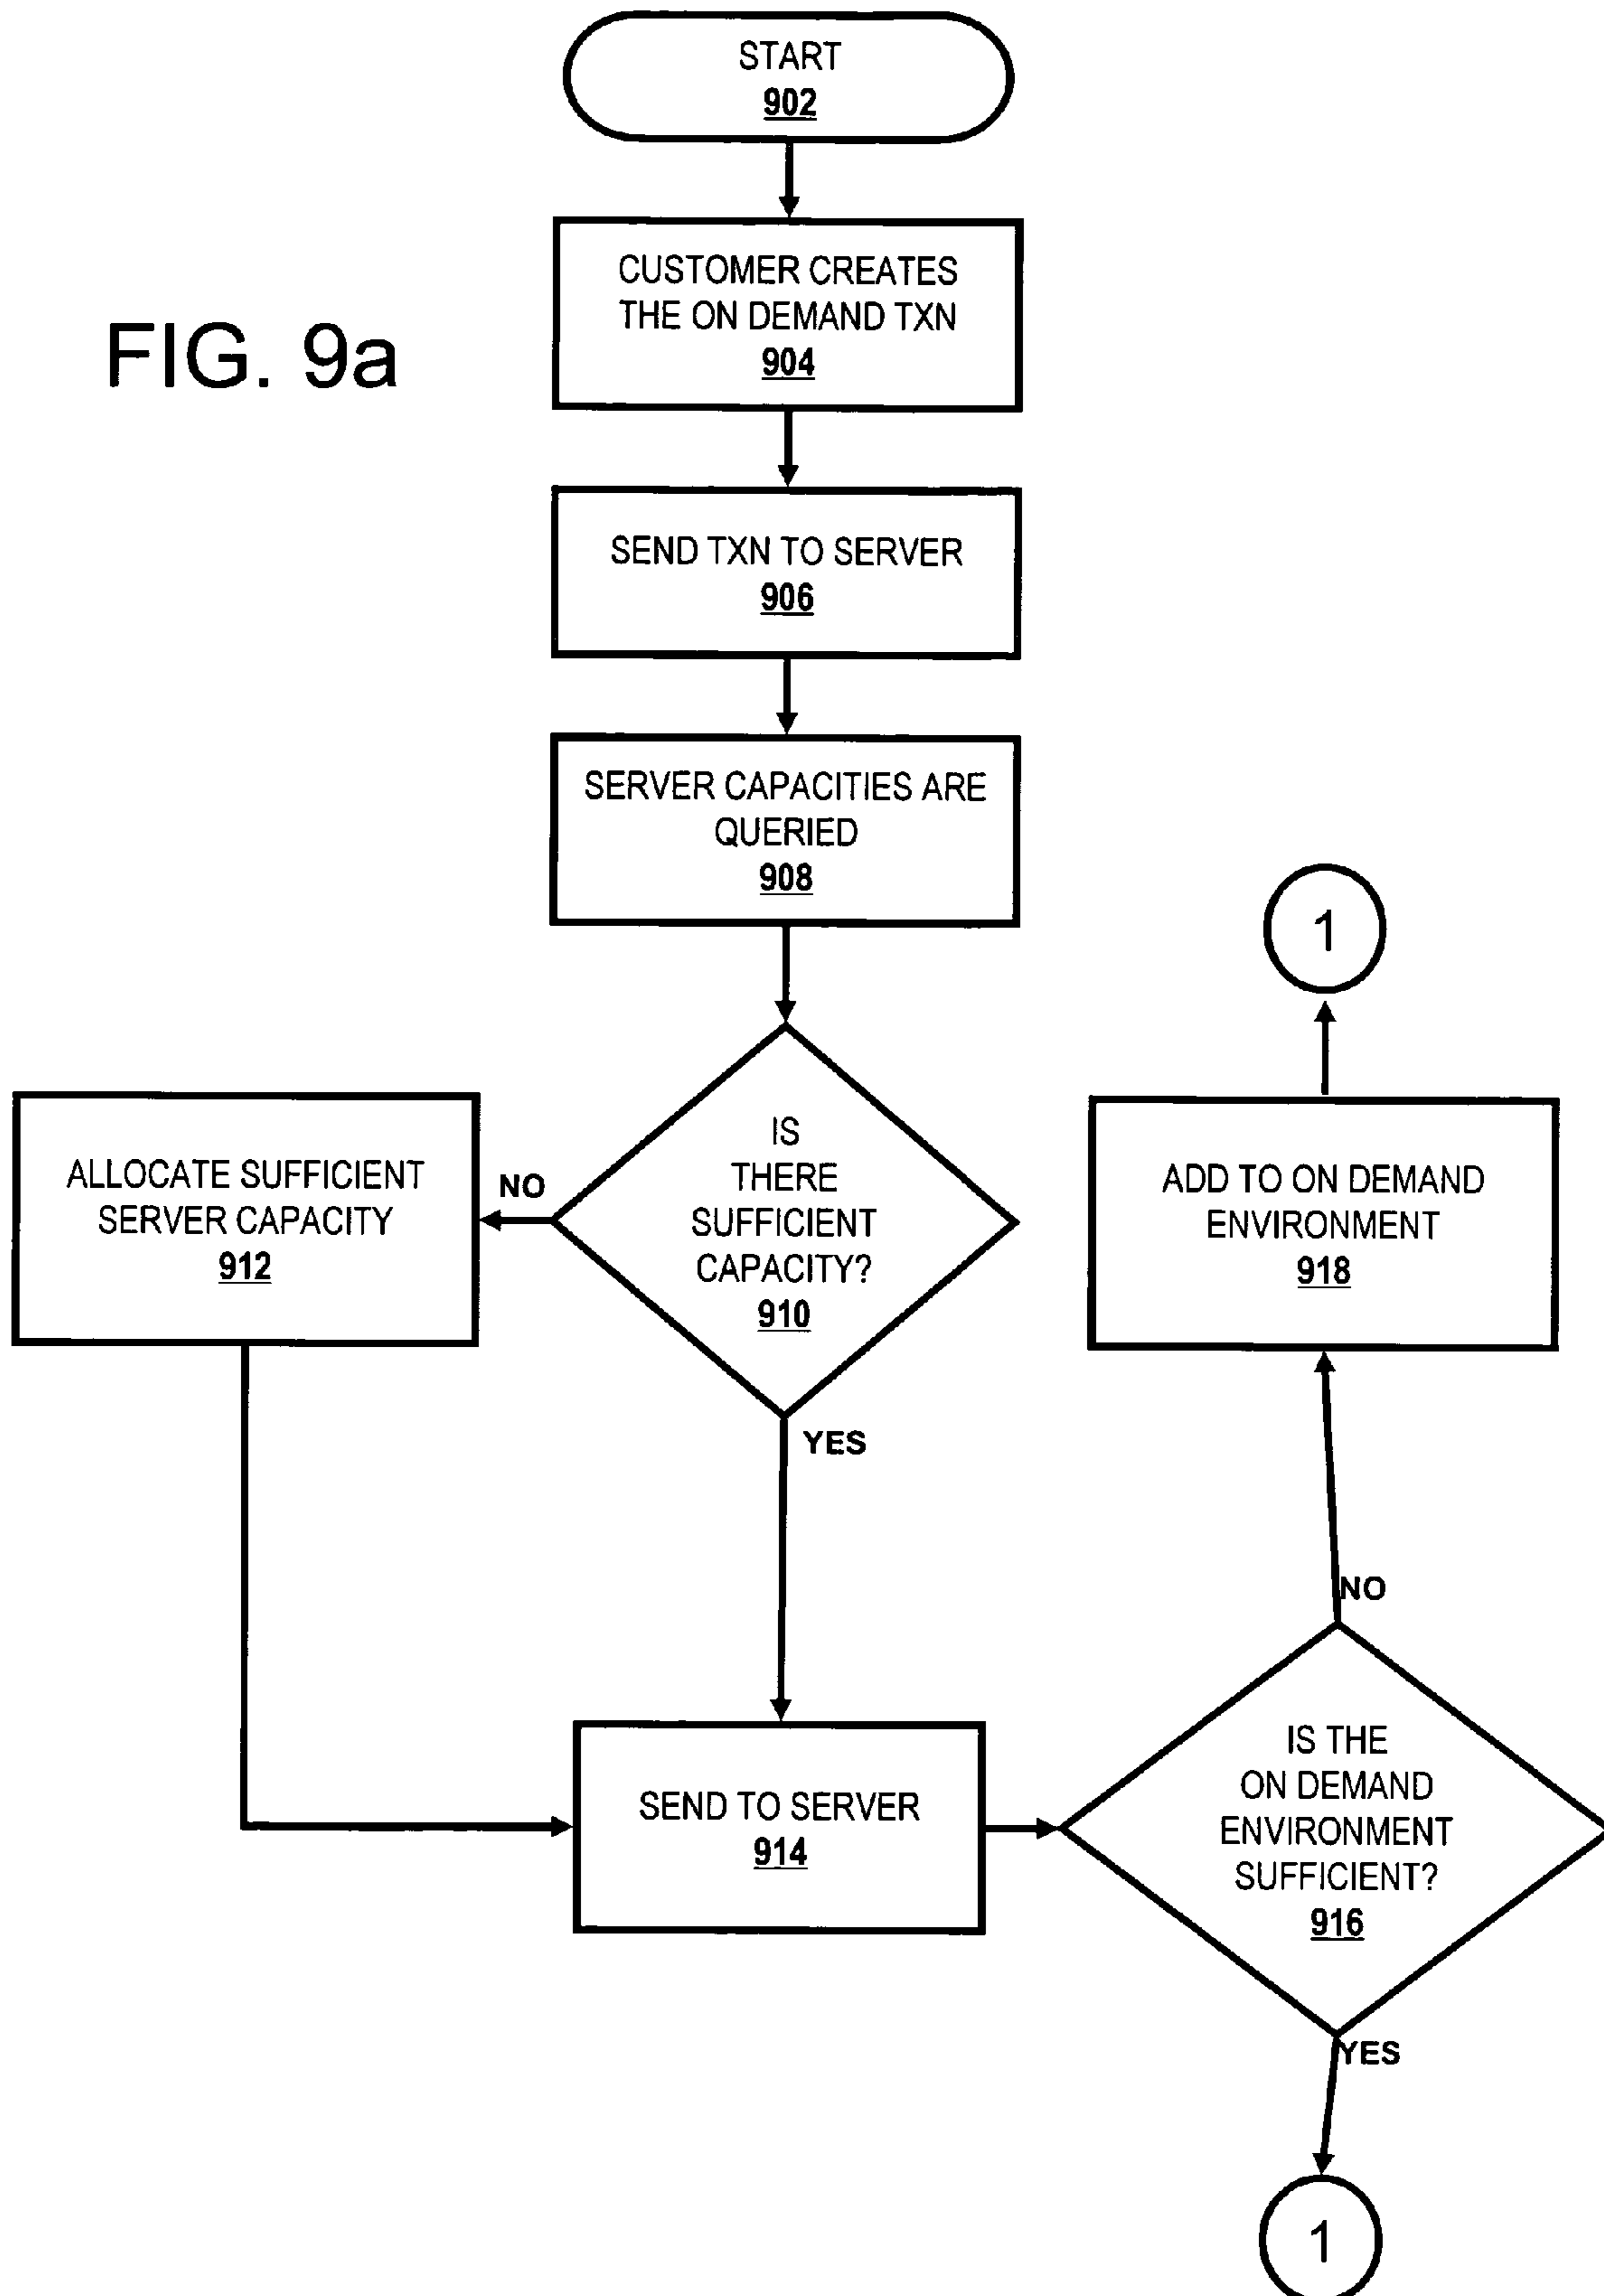 START
902
CUSTOMER CREATES
THE ON DEMAND TXN
904
FIG. 9a
SEND TXN TO SERVER
906
SERVER CAPACITIES ARE
QUERIED
908
1
IS
THERE
SUFFICIENT
CAPACITY?
910
NO
ALLOCATE SUFFICIENT
SERVER CAPACITY
912
ADD TO ON DEMAND
ENVIRONMENT
918
YES
NO
SEND TO SERVER
914
IS THE
ON DEMAND
ENVIRONMENT
SUFFICIENT?
916
YES
1